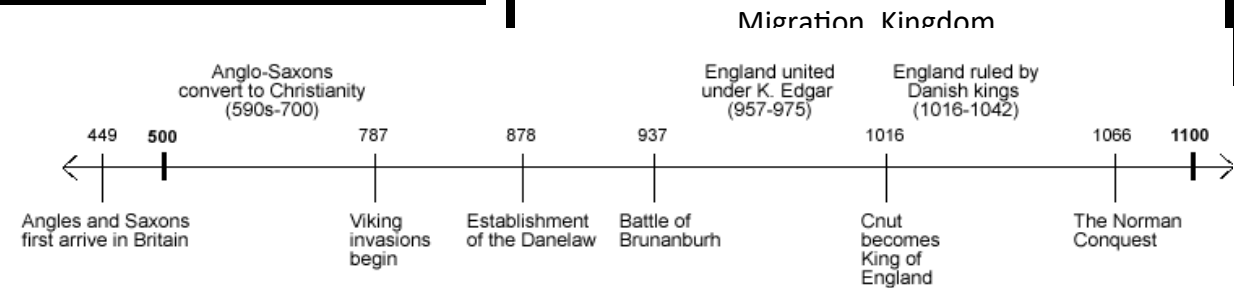 Migration Kingdom
Anglo-Saxons
convert to Christianity
(590s-700)
England united
under K. Edgar
(957-975)
England ruled by
Danish kings
(1016-1042)
449 500 787 878 937 1016 1066 1100
Angles and Saxons
first arrive in Britain
Viking
invasions
begin
Establishment
of the Danelaw
Battle of
Brunanburh
Cnut
becomes
King of
England
The Norman
Conquest